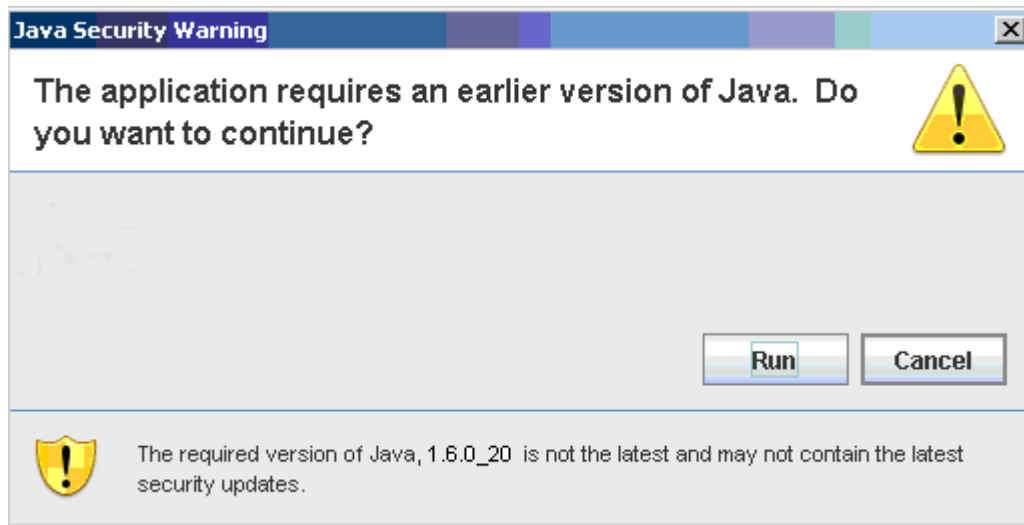 Java Security Warning
The application requires an earlier version of Java.  Do
you want to continue?
Run
Cancel
The required version of Java, 1.6.0_20  is not the latest and may not contain the latest
security updates.